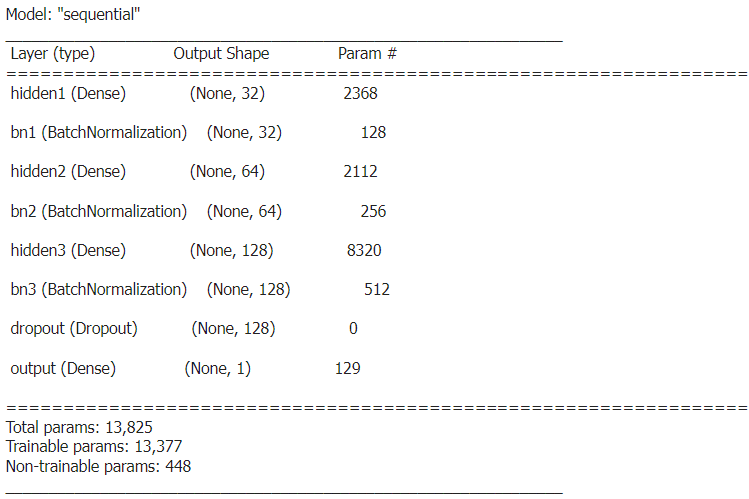 Model: "sequential"
_________________________________________________________________
Layer (type) Output Shape Param #
=================================================================
hidden1 (Dense) (None, 32) 2368
bn1 (BatchNormalization) (None, 32) 128
hidden2 (Dense) (None, 64) 2112
bn2 (BatchNormalization) (None, 64) 256
hidden3 (Dense) (None, 128) 8320
bn3 (BatchNormalization) (None, 128) 512
dropout (Dropout) (None, 128) 0
output (Dense) (None, 1) 129
=================================================================
Total params: 13,825
Trainable params: 13,377
Non-trainable params: 448
_________________________________________________________________